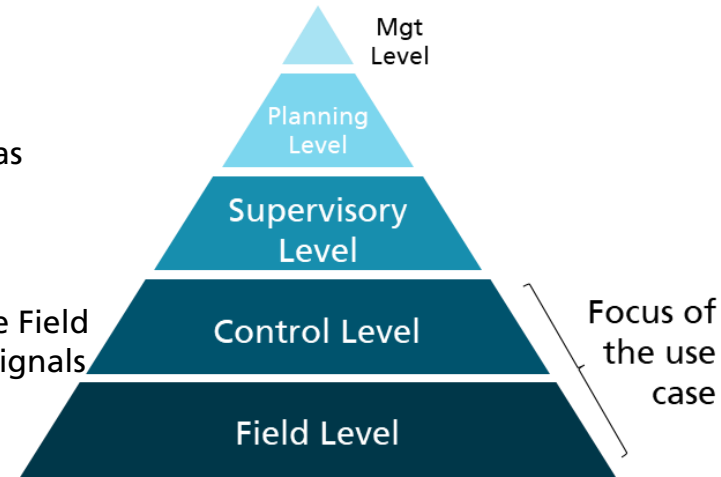 Mgt
Level
Planning
Level
as
Supervisory
Level
e Field
ignals
Control Level
Focus of
the use
case
Field Level